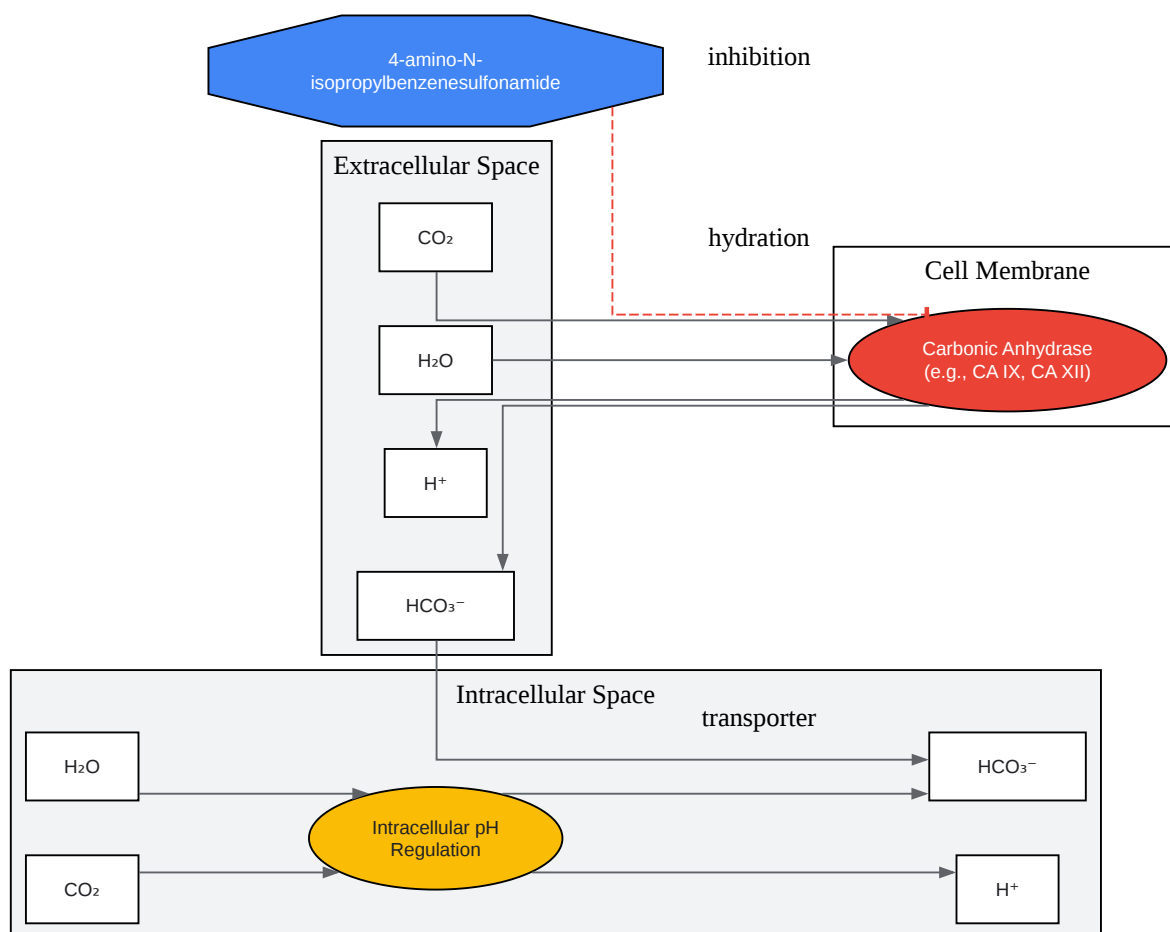 4-amino-N-
isopropylbenzenesulfonamide
inhibition
Extracellular Space
CO₂
hydration
Cell Membrane
H₂O
Carbonic Anhydrase
(e.g., CA IX, CA XII)
H⁺
HCO₃⁻
Intracellular Space
transporter
H₂O
HCO₃⁻
Intracellular pH
Regulation
CO₂
H⁺